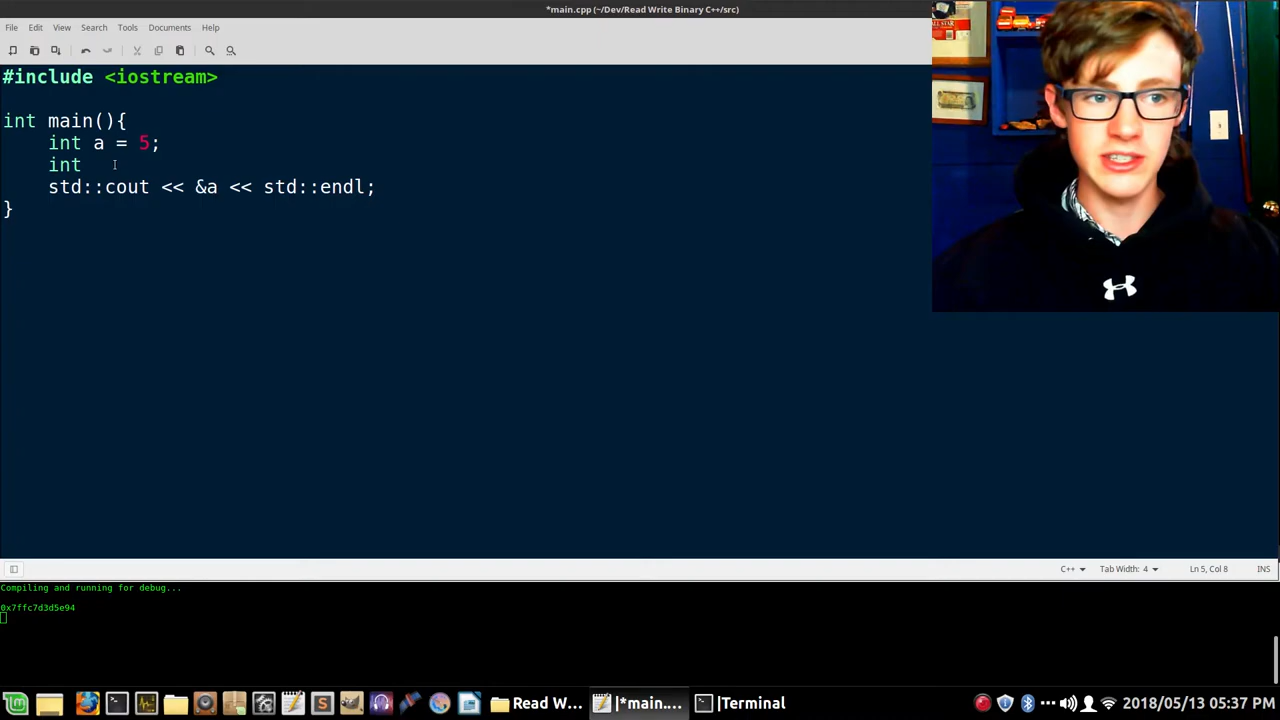 *main.cpp (~/Dev/Read Write Binary C++/src)
File Edit View Search Tools Documents Help
#include <iostream>
int main(){
int a = 5;
int
std::cout << &a << std::endl;
}
C++ Tab Width: 4 Ln 5, Col 8 INS
Compiling and running for debug...
0x7ffc7d3d5e94
Read W... *main.... Terminal 2018/05/13 05:37 PM